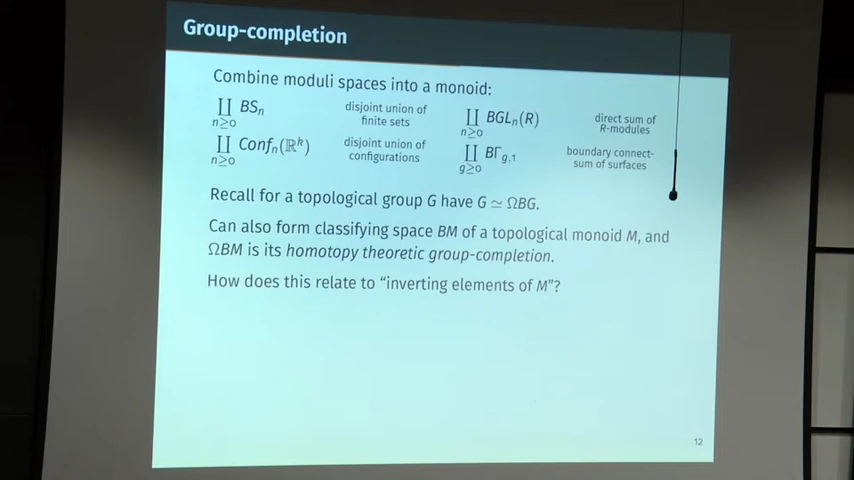 Group-completion
Combine moduli spaces into a monoid:
∐ BSₙ
n≥0
disjoint union of
finite sets
∐ BGLₙ(R)
n≥0
direct sum of
R-modules
∐ Confₙ(ℝᵏ)
n≥0
disjoint union of
configurations
∐ BΓg,1
g≥0
boundary connect-
sum of surfaces
Recall for a topological group G have G ≃ ΩBG.
Can also form classifying space BM of a topological monoid M, and
ΩBM is its homotopy theoretic group-completion.
How does this relate to “inverting elements of M”?
12